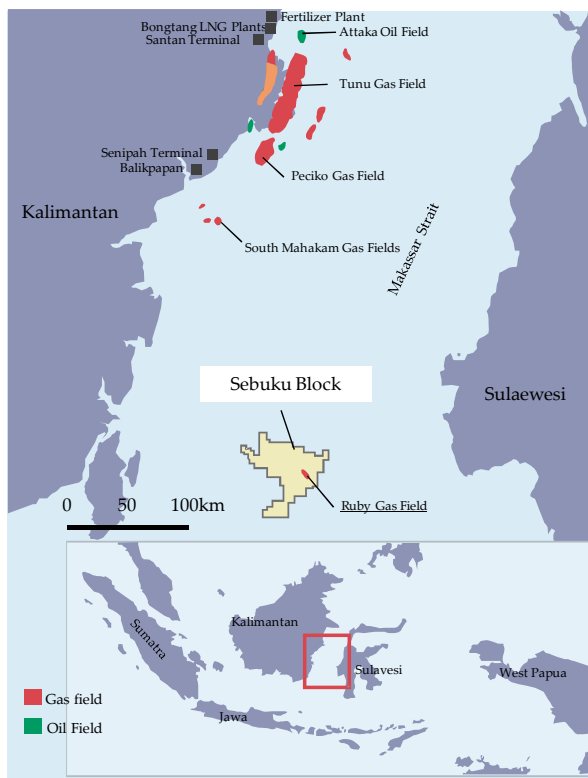 Fertilizer Plant
Bongtang LNG Plants
Attaka Oil Field
Santan Terminal
Tunu Gas Field
Senipah Terminal
Balikpapan
Peciko Gas Field
Kalimantan
South Mahakam Gas Fields
Makassar Strait
Sebuku Block
Sulaewesi
0 50 100km
Ruby Gas Field
Kalimantan
Sumatra
Sulavesi
West Papua
Jawa
Gas field
Oil Field